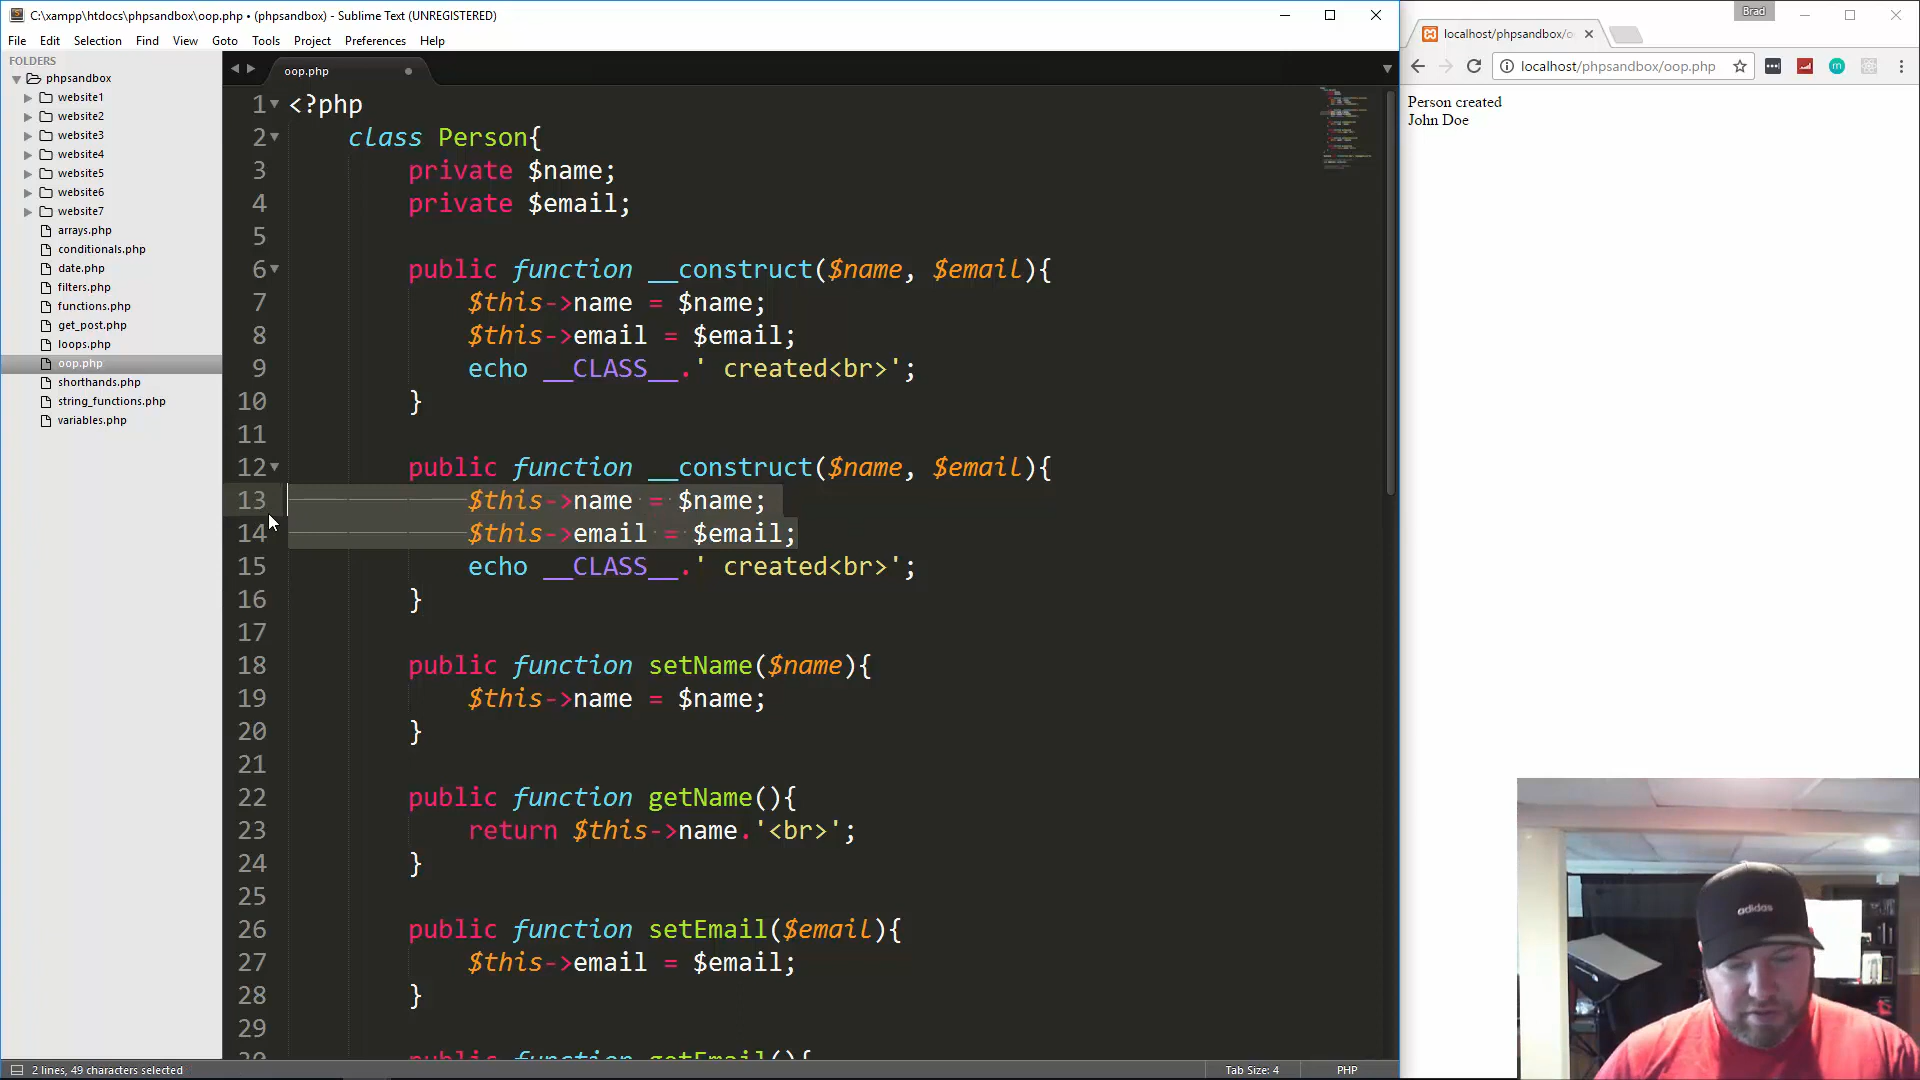 C:\xampp\htdocs\phpsandbox\oop.php • (phpsandbox) - Sublime Text (UNREGISTERED)
File Edit Selection Find View Goto Tools Project Preferences Help
FOLDERS
phpsandbox
website1
website2
website3
website4
website5
website6
website7
arrays.php
conditionals.php
date.php
filters.php
functions.php
get_post.php
loops.php
oop.php
shorthands.php
string_functions.php
variables.php
oop.php
1 <?php
2 class Person{
3 private $name;
4 private $email;
5
6 public function __construct($name, $email){
7 $this->name = $name;
8 $this->email = $email;
9 echo __CLASS__.' created<br>';
10 }
11
12 public function __construct($name, $email){
13 $this->name = $name;
14 $this->email = $email;
15 echo __CLASS__.' created<br>';
16 }
17
18 public function setName($name){
19 $this->name = $name;
20 }
21
22 public function getName(){
23 return $this->name.'<br>';
24 }
25
26 public function setEmail($email){
27 $this->email = $email;
28 }
29
30 public function getEmail(){
2 lines, 49 characters selected
Tab Size: 4
PHP
Brad
localhost/phpsandbox/o
localhost/phpsandbox/oop.php
Person created
John Doe
adidas